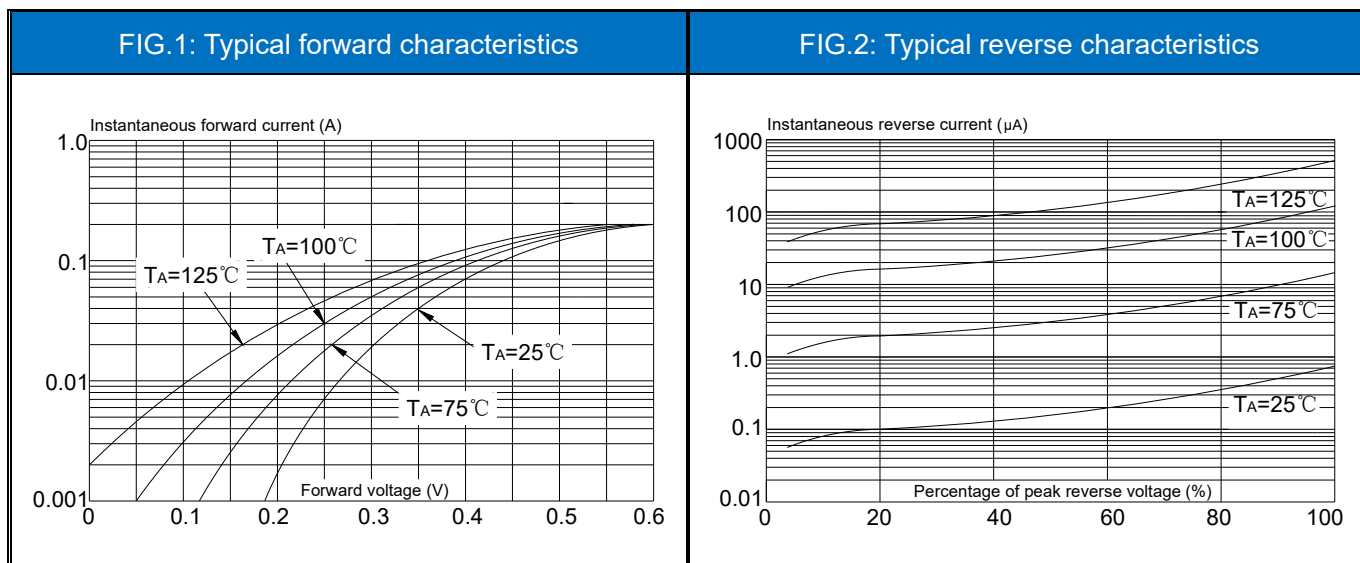 FIG.1: Typical forward characteristics
Instantaneous forward current (A)
1.0
0.1
0.01
0.001
TA=100℃
TA=125℃
TA=25℃
TA=75℃
Forward voltage (V)
0 0.1 0.2 0.3 0.4 0.5 0.6
FIG.2: Typical reverse characteristics
Instantaneous reverse current (μA)
1000
100
10
1.0
0.1
0.01
TA=125℃
TA=100℃
TA=75℃
TA=25℃
Percentage of peak reverse voltage (%)
0 20 40 60 80 100